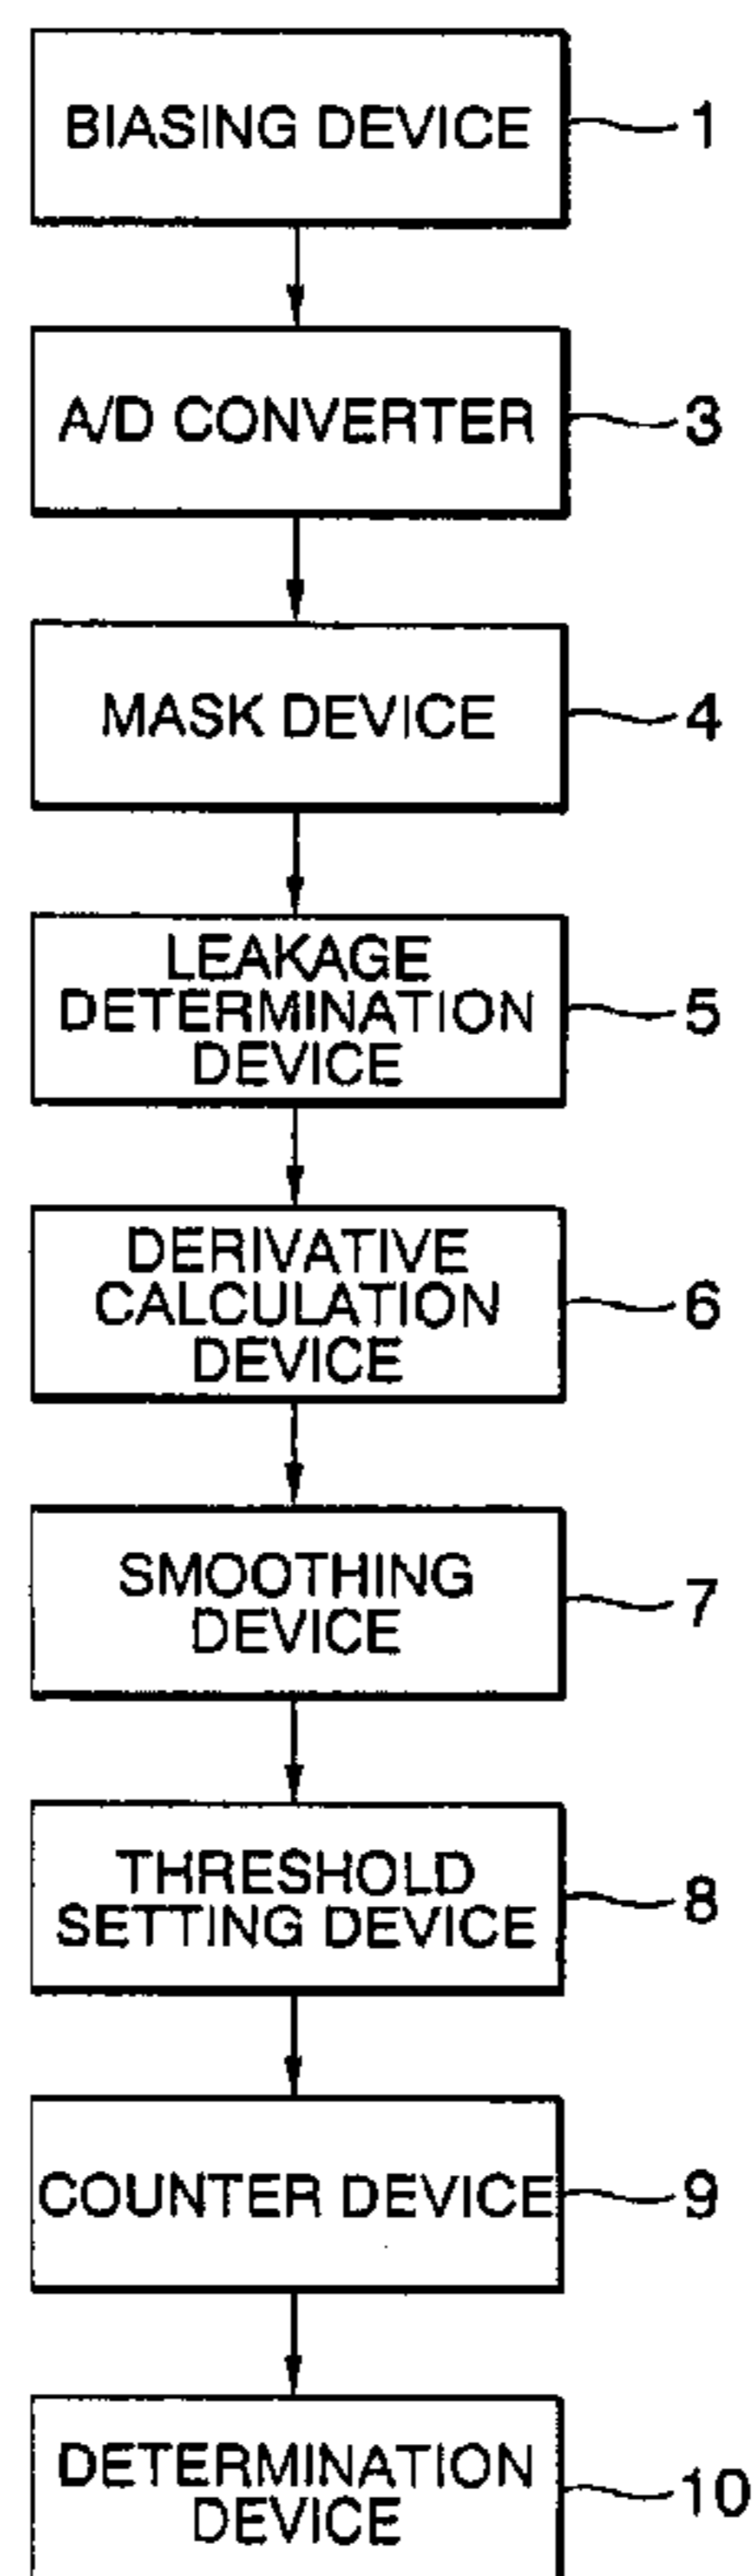 BIASING DEVICE
1
A/D CONVERTER
3
MASK DEVICE
4
LEAKAGE
DETERMINATION
DEVICE
5
DERIVATIVE
CALCULATION
DEVICE
6
SMOOTHING
DEVICE
7
THRESHOLD
SETTING DEVICE
8
COUNTER DEVICE
9
DETERMINATION
DEVICE
10